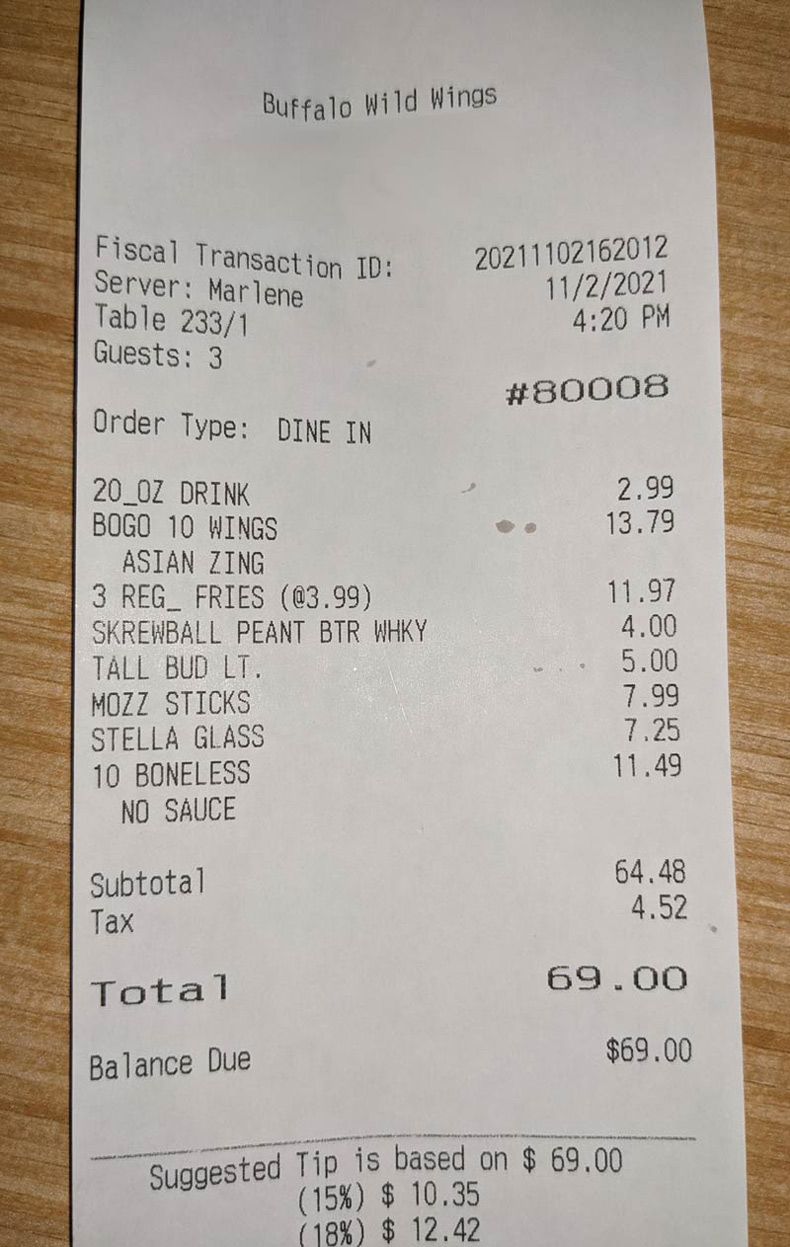 Buffalo Wild Wings
Fiscal Transaction ID: 20211102162012
Server: Marlene 11/2/2021
Table 233/1 4:20 PM
Guests: 3
#80008
Order Type: DINE IN
20_OZ DRINK 2.99
BOGO 10 WINGS 13.79
ASIAN ZING
3 REG_ FRIES (@3.99) 11.97
SKREWBALL PEANT BTR WHKY 4.00
TALL BUD LT. 5.00
MOZZ STICKS 7.99
STELLA GLASS 7.25
10 BONELESS 11.49
NO SAUCE
Subtotal 64.48
Tax 4.52
Total 69.00
Balance Due $69.00
Suggested Tip is based on $ 69.00
(15%) $ 10.35
(18%) $ 12.42